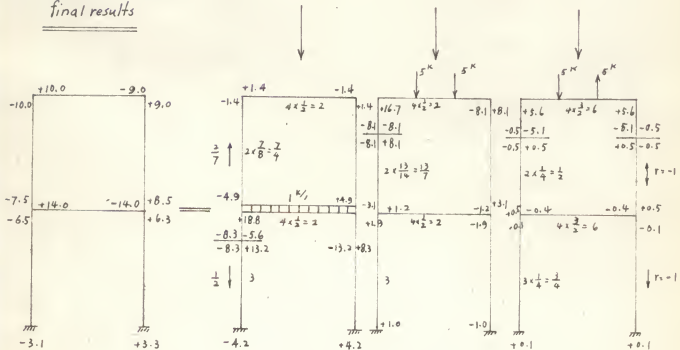 final results
+10.0 -9.0
-10.0 +9.0
-7.5 +14.0 -14.0 +8.5
-6.5 +6.3
-3.1 +3.3
+1.4 -1.4
-1.4 4 x 1/2 = 2 +1.4
2/7 2 x 7/8 = 7/4
-4.9 1 K/1 +4.9
+18.8 4 x 1/2 = 2
-8.3 -5.6
-8.3 +13.2 -13.2 +8.3
1/2 3
-4.2 +4.2
5K 5K
+16.7 4 x 1/2 = 2 -8.1 +8.1
-8.1 -8.1
-8.1 +8.1
2 x 13/14 = 13/7
-3.1 +1.2 -1.2 +3.1
+1.9 4 x 1/2 = 2 -1.9
3
+1.0 -1.0
5K 5K
+5.6 4 x 3/2 = 6 +5.6
-0.5 -5.1 -5.1 -0.5
-0.5 +0.5 +0.5 -0.5
2 x 1/4 = 1/2 r=-1
+0.5 -0.4 -0.4 +0.5
4 x 3/2 = 6 -0.1
3 x 1/4 = 3/4 r=-1
+0.1 +0.1